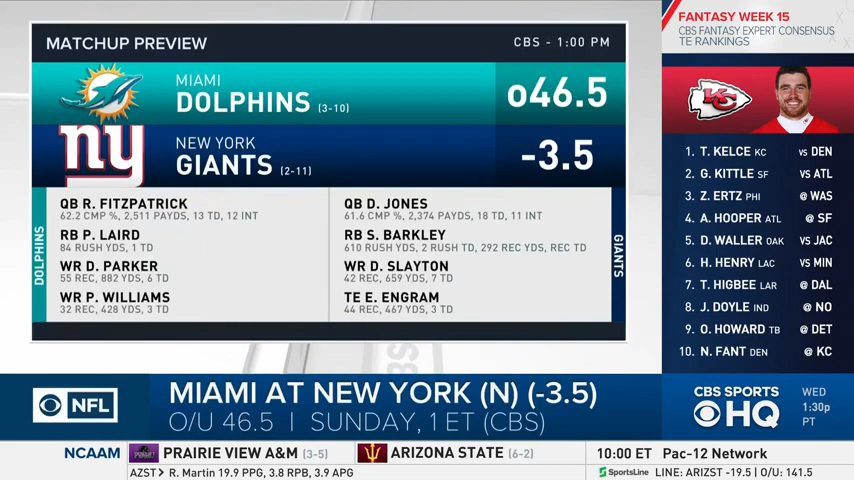 MATCHUP PREVIEW
CBS - 1:00 PM
MIAMI
DOLPHINS (3-10)
o46.5
ny
NEW YORK
GIANTS (2-11)
-3.5
DOLPHINS
QB R. FITZPATRICK
62.2 CMP %, 2,511 PAYDS, 13 TD, 12 INT
RB P. LAIRD
84 RUSH YDS, 1 TD
WR D. PARKER
55 REC, 882 YDS, 6 TD
WR P. WILLIAMS
32 REC, 428 YDS, 3 TD
QB D. JONES
61.6 CMP %, 2,374 PAYDS, 18 TD, 11 INT
RB S. BARKLEY
610 RUSH YDS, 2 RUSH TD, 292 REC YDS, REC TD
WR D. SLAYTON
42 REC, 659 YDS, 7 TD
TE E. ENGRAM
44 REC, 467 YDS, 3 TD
GIANTS
FANTASY WEEK 15
CBS FANTASY EXPERT CONSENSUS
TE RANKINGS
KC
1. T. KELCE KC VS DEN
2. G. KITTLE SF VS ATL
3. Z. ERTZ PHI @ WAS
4. A. HOOPER ATL @ SF
5. D. WALLER OAK VS JAC
6. H. HENRY LAC VS MIN
7. T. HIGBEE LAR @ DAL
8. J. DOYLE IND @ NO
9. O. HOWARD TB @ DET
10. N. FANT DEN @ KC
NFL
MIAMI AT NEW YORK (N) (-3.5)
O/U 46.5 | SUNDAY, 1 ET (CBS)
CBS SPORTS
HQ
WED
1:30p
PT
NCAAM
PRAIRIE VIEW A&M (3-5)
ARIZONA STATE (6-2)
10:00 ET Pac-12 Network
AZST> R. Martin 19.9 PPG, 3.8 RPB, 3.9 APG
SportsLine LINE: ARIZST -19.5 | O/U: 141.5